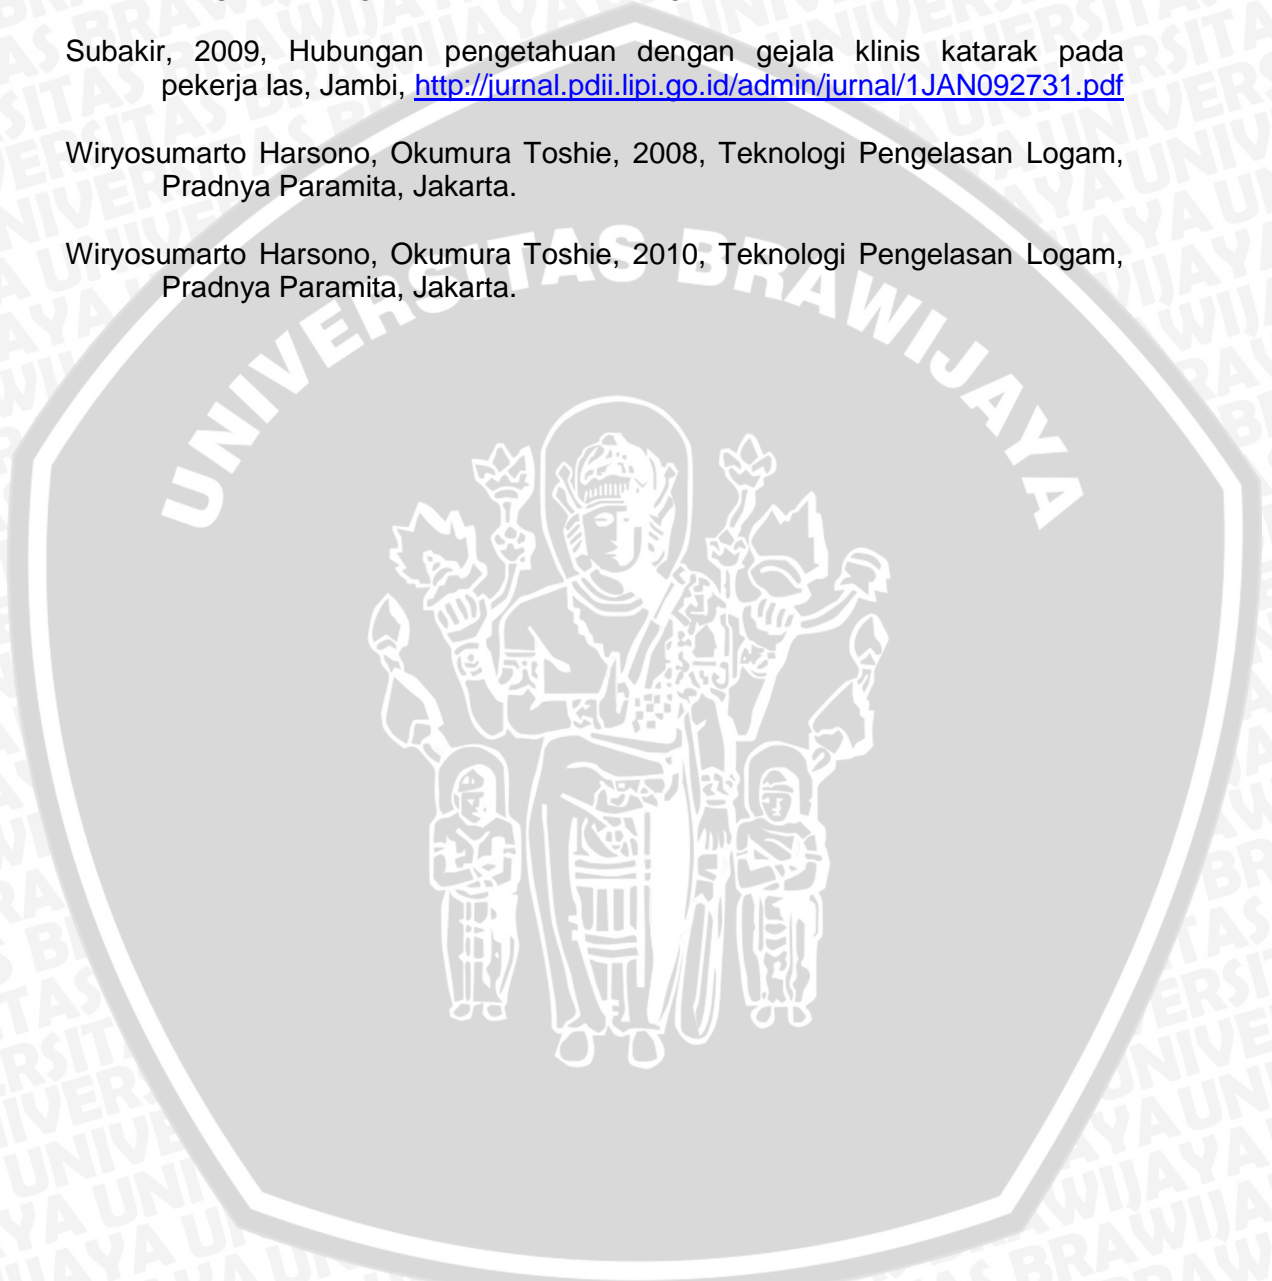 Subakir, 2009, Hubungan pengetahuan dengan gejala klinis katarak pada
pekerja las, Jambi, http://jurnal.pdii.lipi.go.id/admin/jurnal/1JAN092731.pdf
Wiryosumarto Harsono, Okumura Toshie, 2008, Teknologi Pengelasan Logam,
Pradnya Paramita, Jakarta.
Wiryosumarto Harsono, Okumura Toshie, 2010, Teknologi Pengelasan Logam,
Pradnya Paramita, Jakarta.
UNIVERSITAS BRAWIJAYA